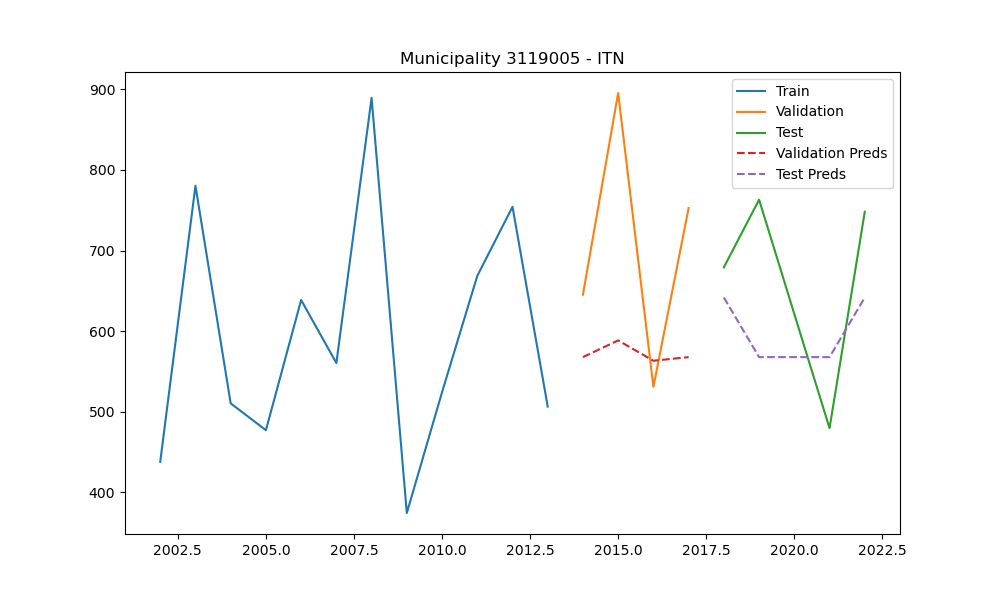 Municipality 3119005 - ITN
Train
Validation
Test
Validation Preds
Test Preds
900
800
700
600
500
400
2002.5 2005.0 2007.5 2010.0 2012.5 2015.0 2017.5 2020.0 2022.5